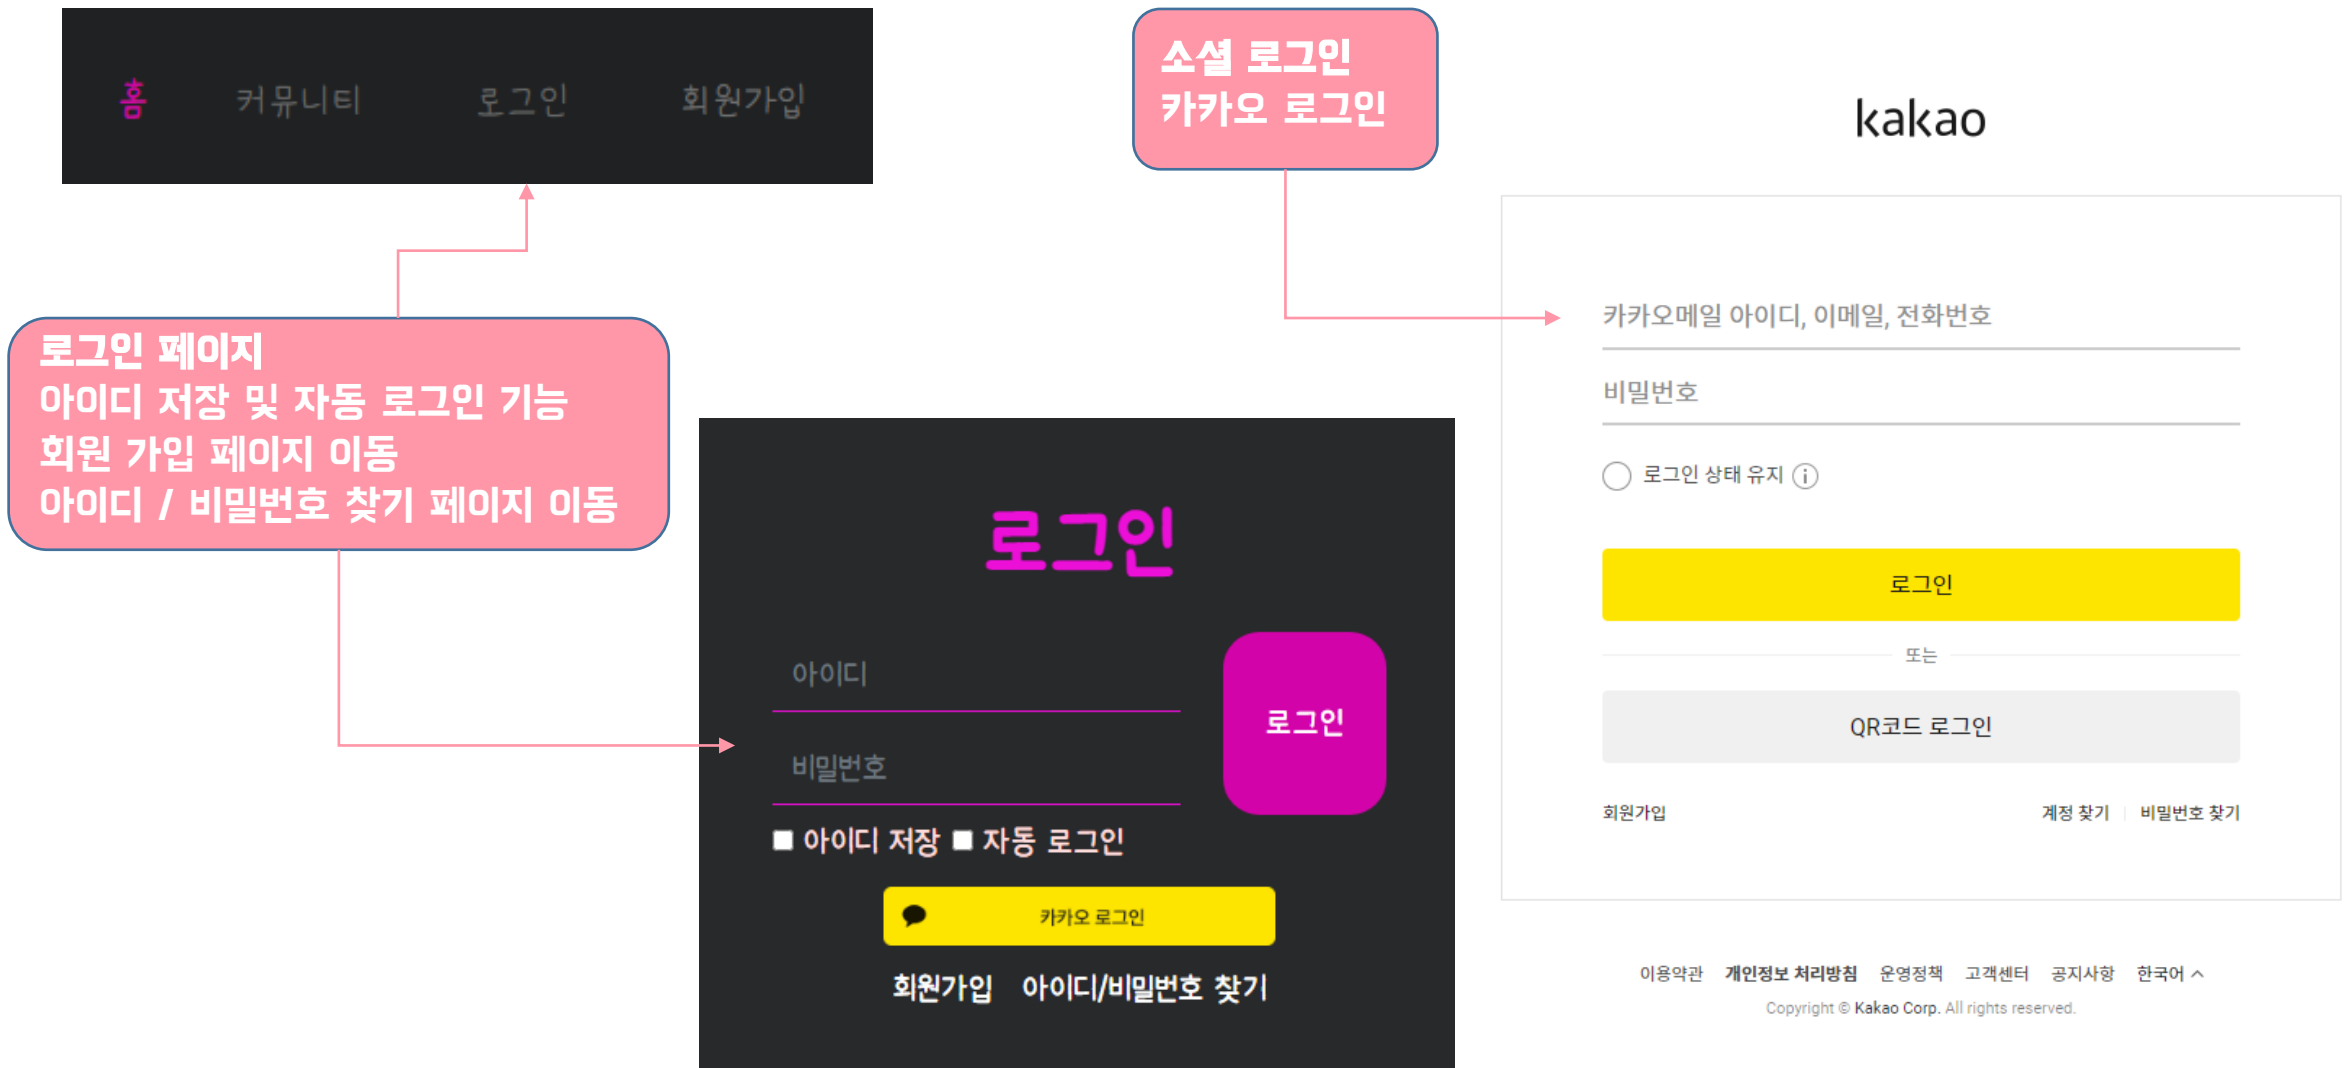 홈 커뮤니티 로그인 회원가입
로그인 페이지
아이디 저장 및 자동 로그인 기능
회원 가입 페이지 이동
아이디 / 비밀번호 찾기 페이지 이동
로그인
아이디
비밀번호
로그인
아이디 저장 자동 로그인
카카오 로그인
회원가입 아이디/비밀번호 찾기
소셜 로그인
카카오 로그인
kakao
카카오메일 아이디, 이메일, 전화번호
비밀번호
로그인 상태 유지
로그인
또는
QR코드 로그인
회원가입 계정 찾기 비밀번호 찾기
이용약관 개인정보 처리방침 운영정책 고객센터 공지사항 한국어
Copyright © Kakao Corp. All rights reserved.